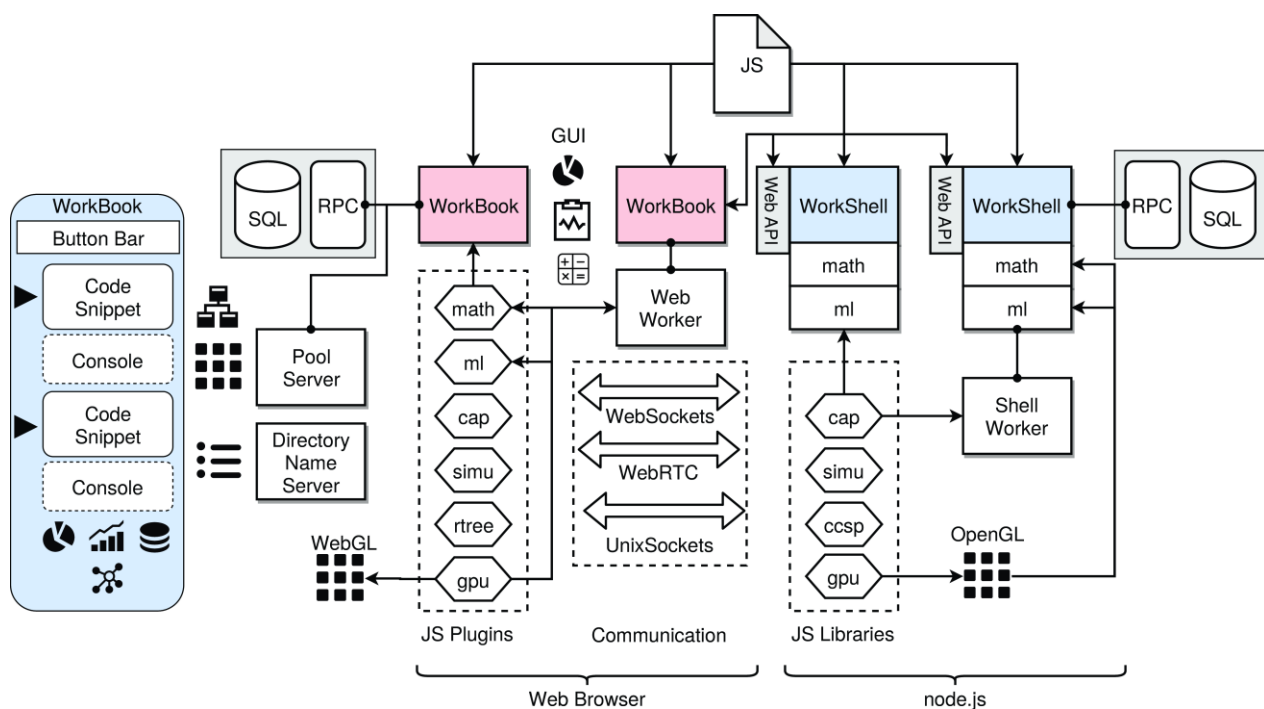 JS
GUI
WorkBook
Button Bar
Code
Snippet
Console
Code
Snippet
Console
SQL
RPC
WorkBook
WorkBook
Web API
WorkShell
math
ml
Web API
WorkShell
math
ml
RPC
SQL
Pool
Server
Directory
Name
Server
math
ml
cap
simu
rtree
gpu
WebGL
Web
Worker
WebSockets
WebRTC
UnixSockets
cap
simu
ccsp
gpu
Shell
Worker
OpenGL
JS Plugins
Communication
JS Libraries
Web Browser
node.js